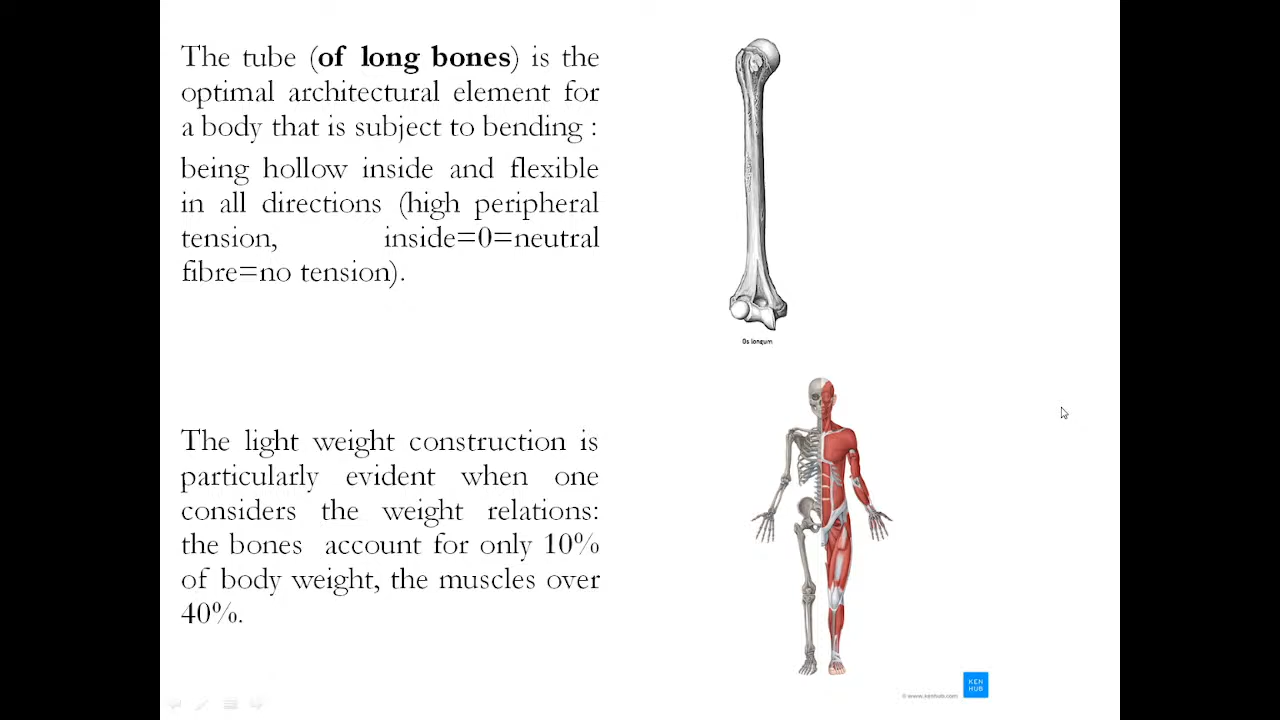 The tube (of long bones) is the
optimal architectural element for
a body that is subject to bending :
being hollow inside and flexible
in all directions (high peripheral
tension, inside=0=neutral
fibre=no tension).
Os longum
The light weight construction is
particularly evident when one
considers the weight relations:
the bones account for only 10%
of body weight, the muscles over
40%.
© www.kenhub.com
KEN
HUB